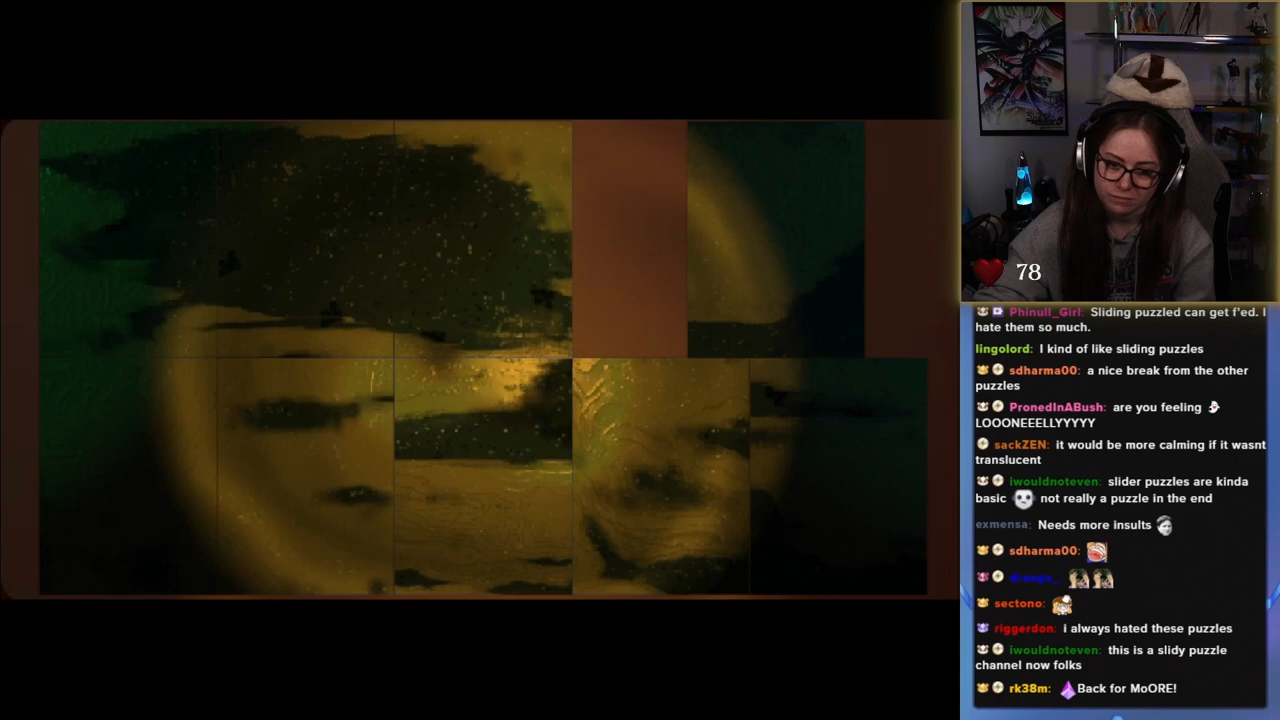 78
Phinull_Girl: Sliding puzzled can get f'ed. I
hate them so much.
lingolord: I kind of like sliding puzzles
sdharma00: a nice break from the other
puzzles
PronedInABush: are you feeling
LOOONEEELLYYYYY
sackZEN: it would be more calming if it wasnt
translucent
iwouldnoteven: slider puzzles are kinda
basic not really a puzzle in the end
exmensa: Needs more insults
sdharma00:
sectono:
riggerdon: i always hated these puzzles
iwouldnoteven: this is a slidy puzzle
channel now folks
rk38m: Back for MoORE!